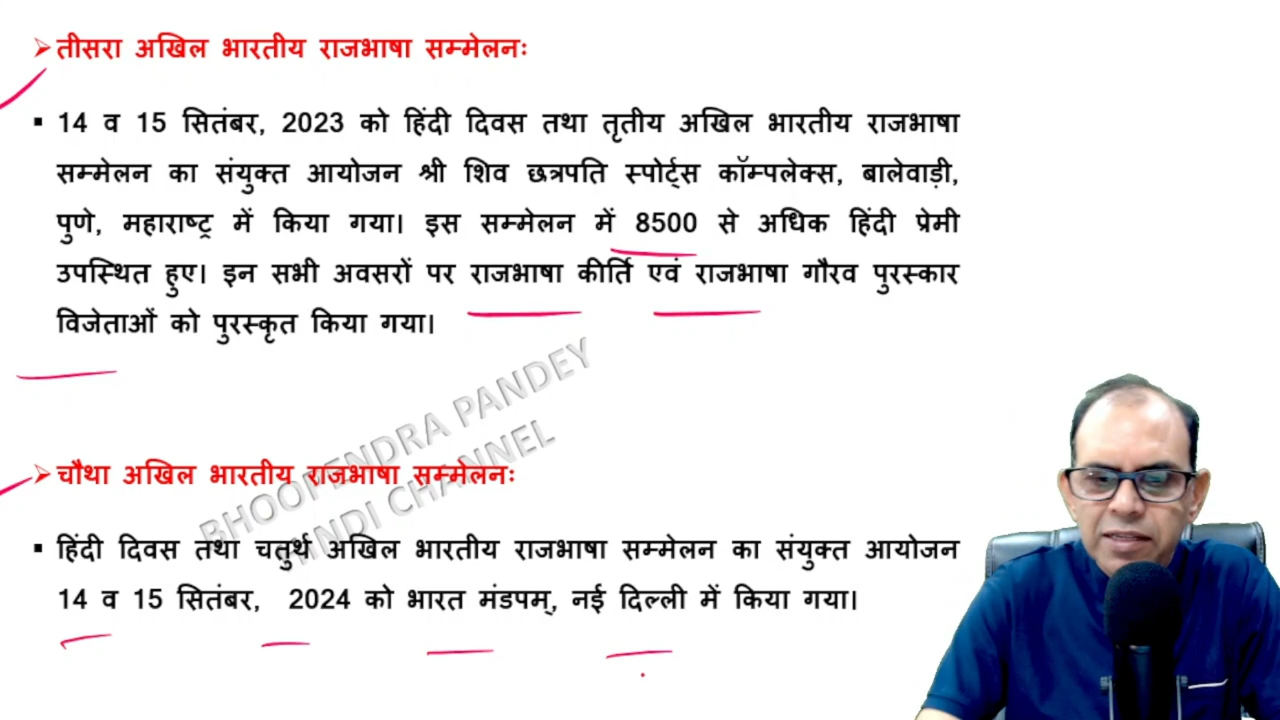 तीसरा अखिल भारतीय राजभाषा सम्मेलनः
14 व 15 सितंबर, 2023 को हिंदी दिवस तथा तृतीय अखिल भारतीय राजभाषा
सम्मेलन का संयुक्त आयोजन श्री शिव छत्रपति स्पोर्ट्स कॉम्पलेक्स, बालेवाड़ी,
पुणे, महाराष्ट्र में किया गया। इस सम्मेलन में 8500 से अधिक हिंदी प्रेमी
उपस्थित हुए। इन सभी अवसरों पर राजभाषा कीर्ति एवं राजभाषा गौरव पुरस्कार
विजेताओं को पुरस्कृत किया गया।
BHOOPENDRA PANDEY
HINDI CHANNEL
चौथा अखिल भारतीय राजभाषा सम्मेलनः
हिंदी दिवस तथा चतुर्थ अखिल भारतीय राजभाषा सम्मेलन का संयुक्त आयोजन
14 व 15 सितंबर, 2024 को भारत मंडपम्, नई दिल्ली में किया गया।